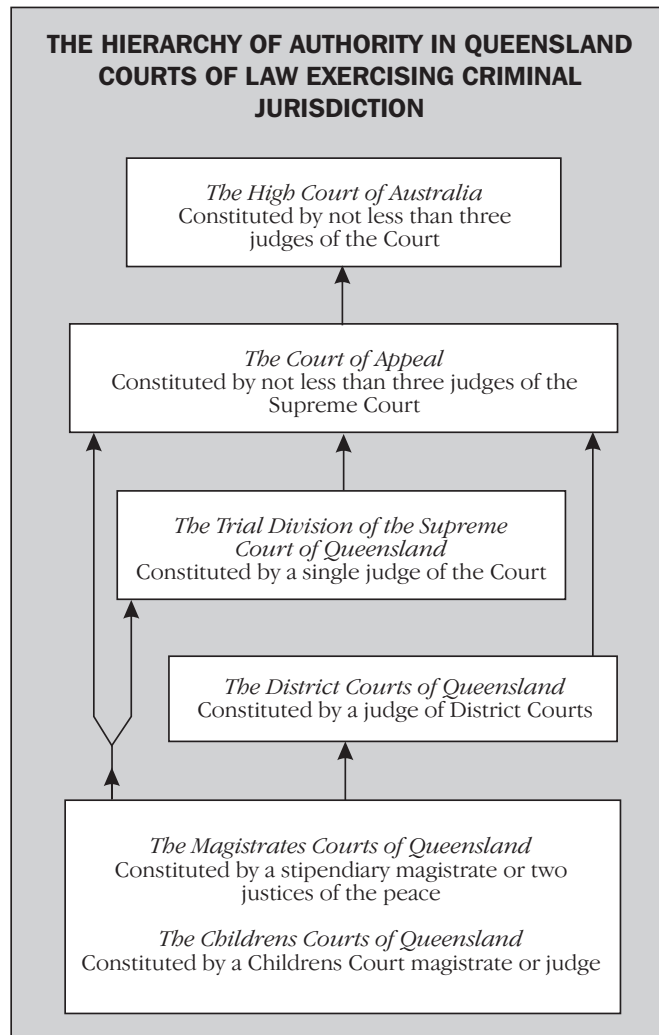 THE HIERARCHY OF AUTHORITY IN QUEENSLAND
COURTS OF LAW EXERCISING CRIMINAL
JURISDICTION
The High Court of Australia
Constituted by not less than three
judges of the Court
The Court of Appeal
Constituted by not less than three judges of the
Supreme Court
The Trial Division of the Supreme
Court of Queensland
Constituted by a single judge of the Court
The District Courts of Queensland
Constituted by a judge of District Courts
The Magistrates Courts of Queensland
Constituted by a stipendiary magistrate or two
justices of the peace
The Childrens Courts of Queensland
Constituted by a Childrens Court magistrate or judge